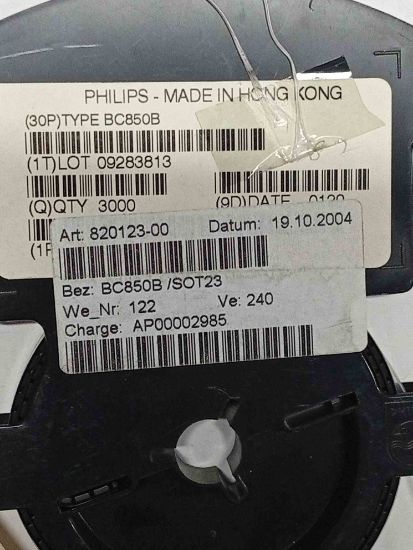 PHILIPS - MADE IN HONG KONG
(30P)TYPE BC850B
(1T)LOT 09283813
(Q)QTY 3000 (9D)DATE
Art: 820123-00 Datum: 19.10.2004
Bez: BC850B /SOT23
We_Nr: 122 Ve: 240
Charge: AP00002985